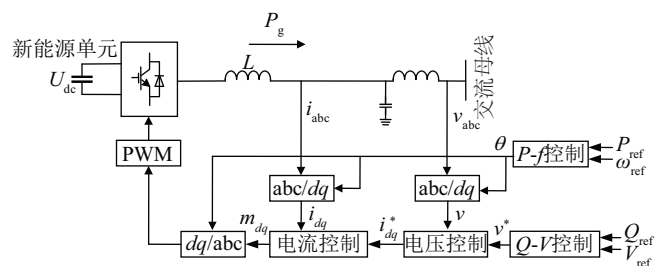 新能源单元
U_dc
P_g
L
交流母线
i_abc
v_abc
PWM
θ
P-f控制
P_ref
ω_ref
abc/dq
abc/dq
m_dq
i_dq
i_dq^*
v
v^*
dq/abc
电流控制
电压控制
Q-V控制
Q_ref
V_ref